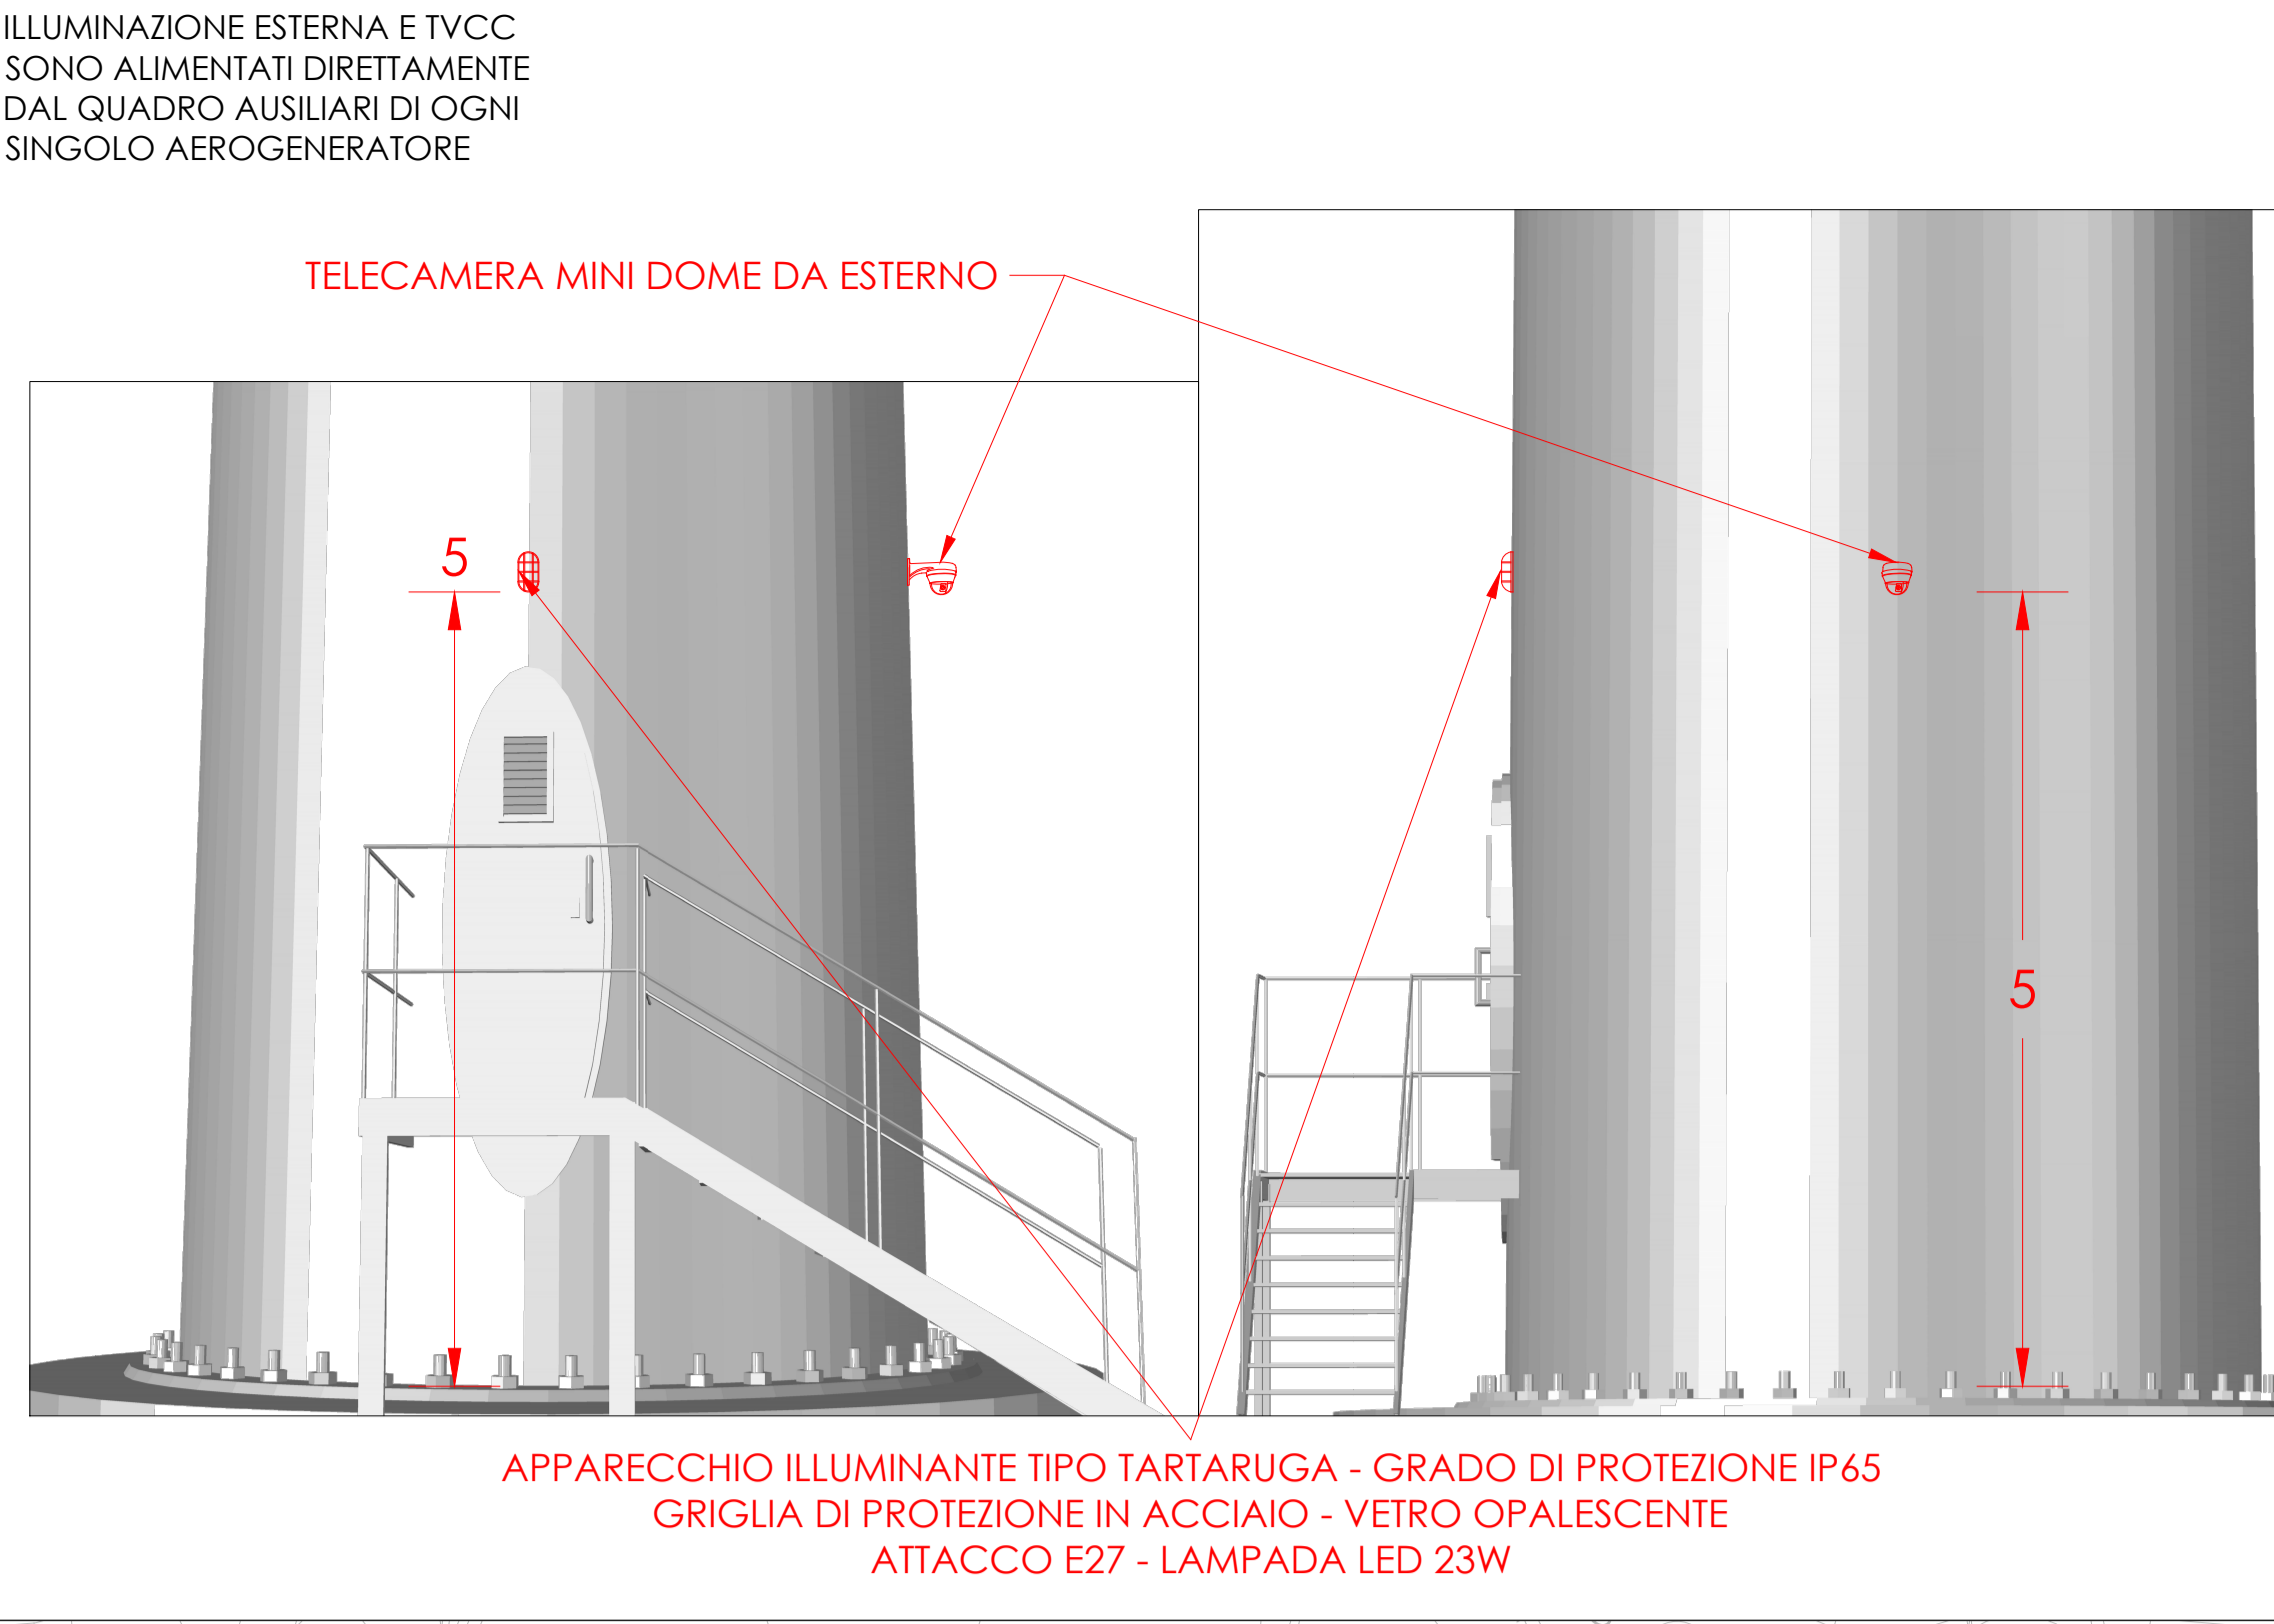 ILLUMINAZIONE ESTERNA E TVCC
SONO ALIMENTATI DIRETTAMENTE
DAL QUADRO AUSILIARI DI OGNI
SINGOLO AEROGENERATORE
TELECAMERA MINI DOME DA ESTERNO
5
5
APPARECCHIO ILLUMINANTE TIPO TARTARUGA - GRADO DI PROTEZIONE IP65
GRIGLIA DI PROTEZIONE IN ACCIAIO - VETRO OPALESCENTE
ATTACCO E27 - LAMPADA LED 23W